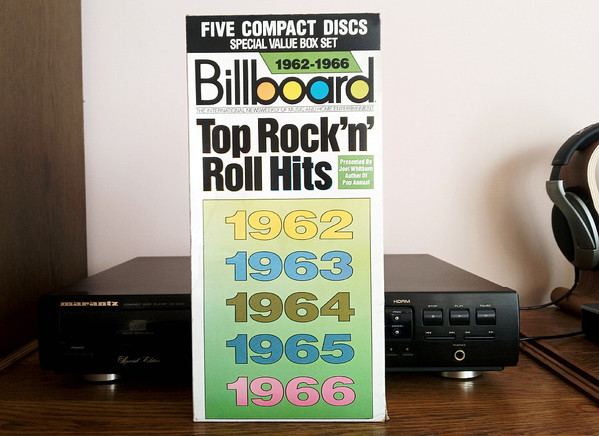 FIVE COMPACT DISCS
SPECIAL VALUE BOX SET
1962-1966
Billboard
THE INTERNATIONAL NEWSWEEKLY OF MUSIC AND HOME ENTERTAINMENT
Top Rock'n'
Roll Hits
Presented By
Joel Whitburn
Author Of
Pop Annual
1962
1963
1964
1965
1966
marantz
Special Edition
HDRM
STOP
PLAY
PAUSE
PHONES